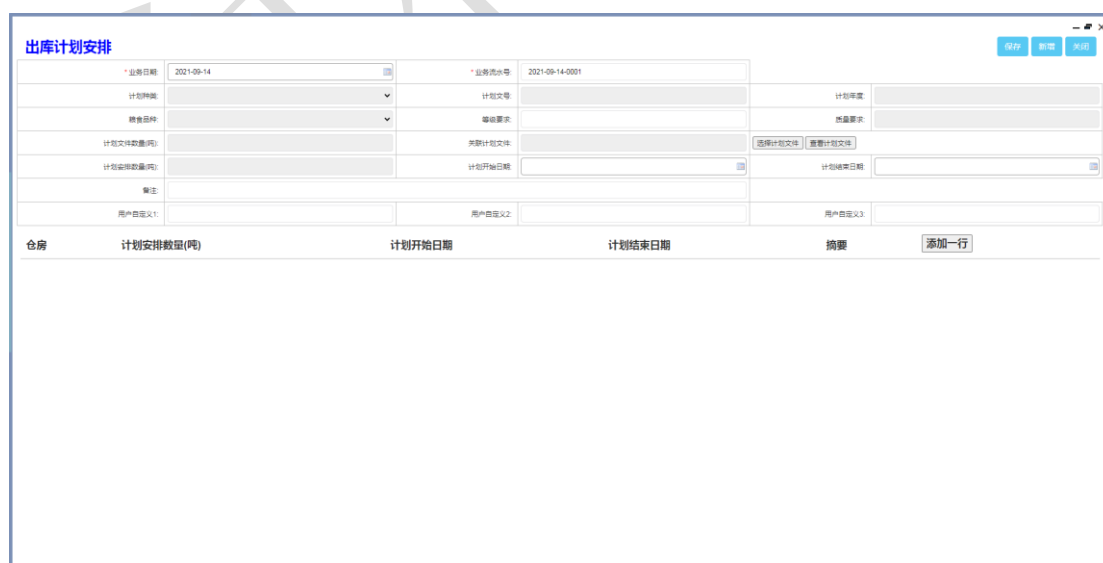 出库计划安排
保存 新增 关闭
*业务日期: 2021-09-14 *业务流水号: 2021-09-14-0001
计划种类: 计划文号: 计划年度:
粮食品种: 等级要求: 质量要求:
计划文件数量(吨): 关联计划文件: 选择计划文件 查看计划文件
计划安排数量(吨): 计划开始日期: 计划结束日期:
备注:
用户自定义1: 用户自定义2: 用户自定义3:
仓房 计划安排数量(吨) 计划开始日期 计划结束日期 摘要 添加一行